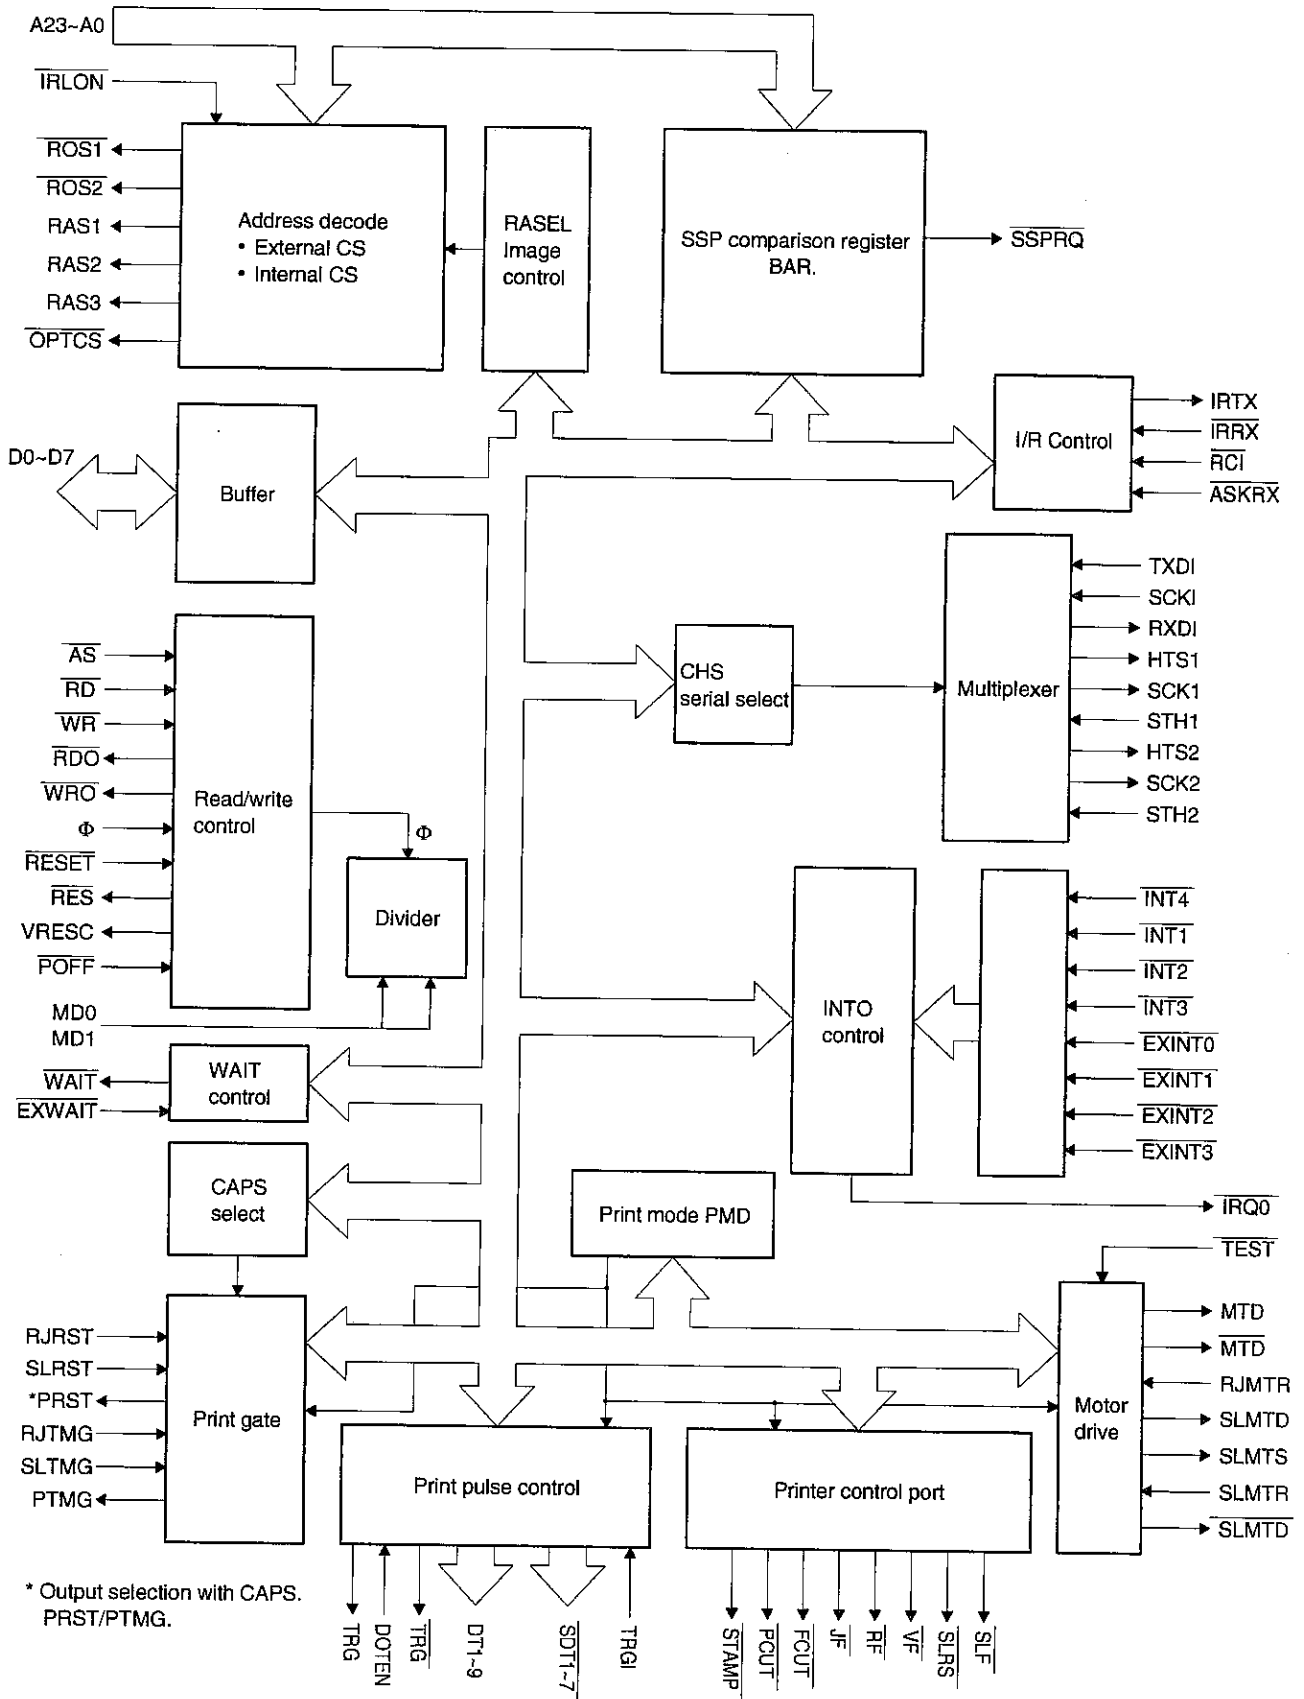 A23~A0
IRLON
ROS1
ROS2
RAS1
RAS2
RAS3
OPTCS
Address decode
• External CS
• Internal CS
RASEL
Image
control
SSP comparison register
BAR.
SSPRQ
D0~D7
Buffer
I/R Control
IRTX
IRRX
RCI
ASKRX
AS
RD
WR
RDO
WRO
Φ
RESET
RES
VRESC
POFF
Read/write
control
Φ
Divider
MD0
MD1
CHS
serial select
Multiplexer
TXDI
SCKI
RXDI
HTS1
SCK1
STH1
HTS2
SCK2
STH2
INTO
control
INT4
INT1
INT2
INT3
EXINT0
EXINT1
EXINT2
EXINT3
IRQ0
WAIT
EXWAIT
WAIT
control
CAPS
select
Print mode PMD
TEST
RJRST
SLRST
*PRST
RJTMG
SLTMG
PTMG
Print gate
Print pulse control
Printer control port
Motor
drive
MTD
MTD
RJMTR
SLMTD
SLMTS
SLMTR
SLMTD
* Output selection with CAPS.
PRST/PTMG.
TRG
DOTEN
TRG
DT1~9
SDT1~7
TRGI
STAMP
PCUT
FCUT
JF
RF
VF
SLRS
SLF